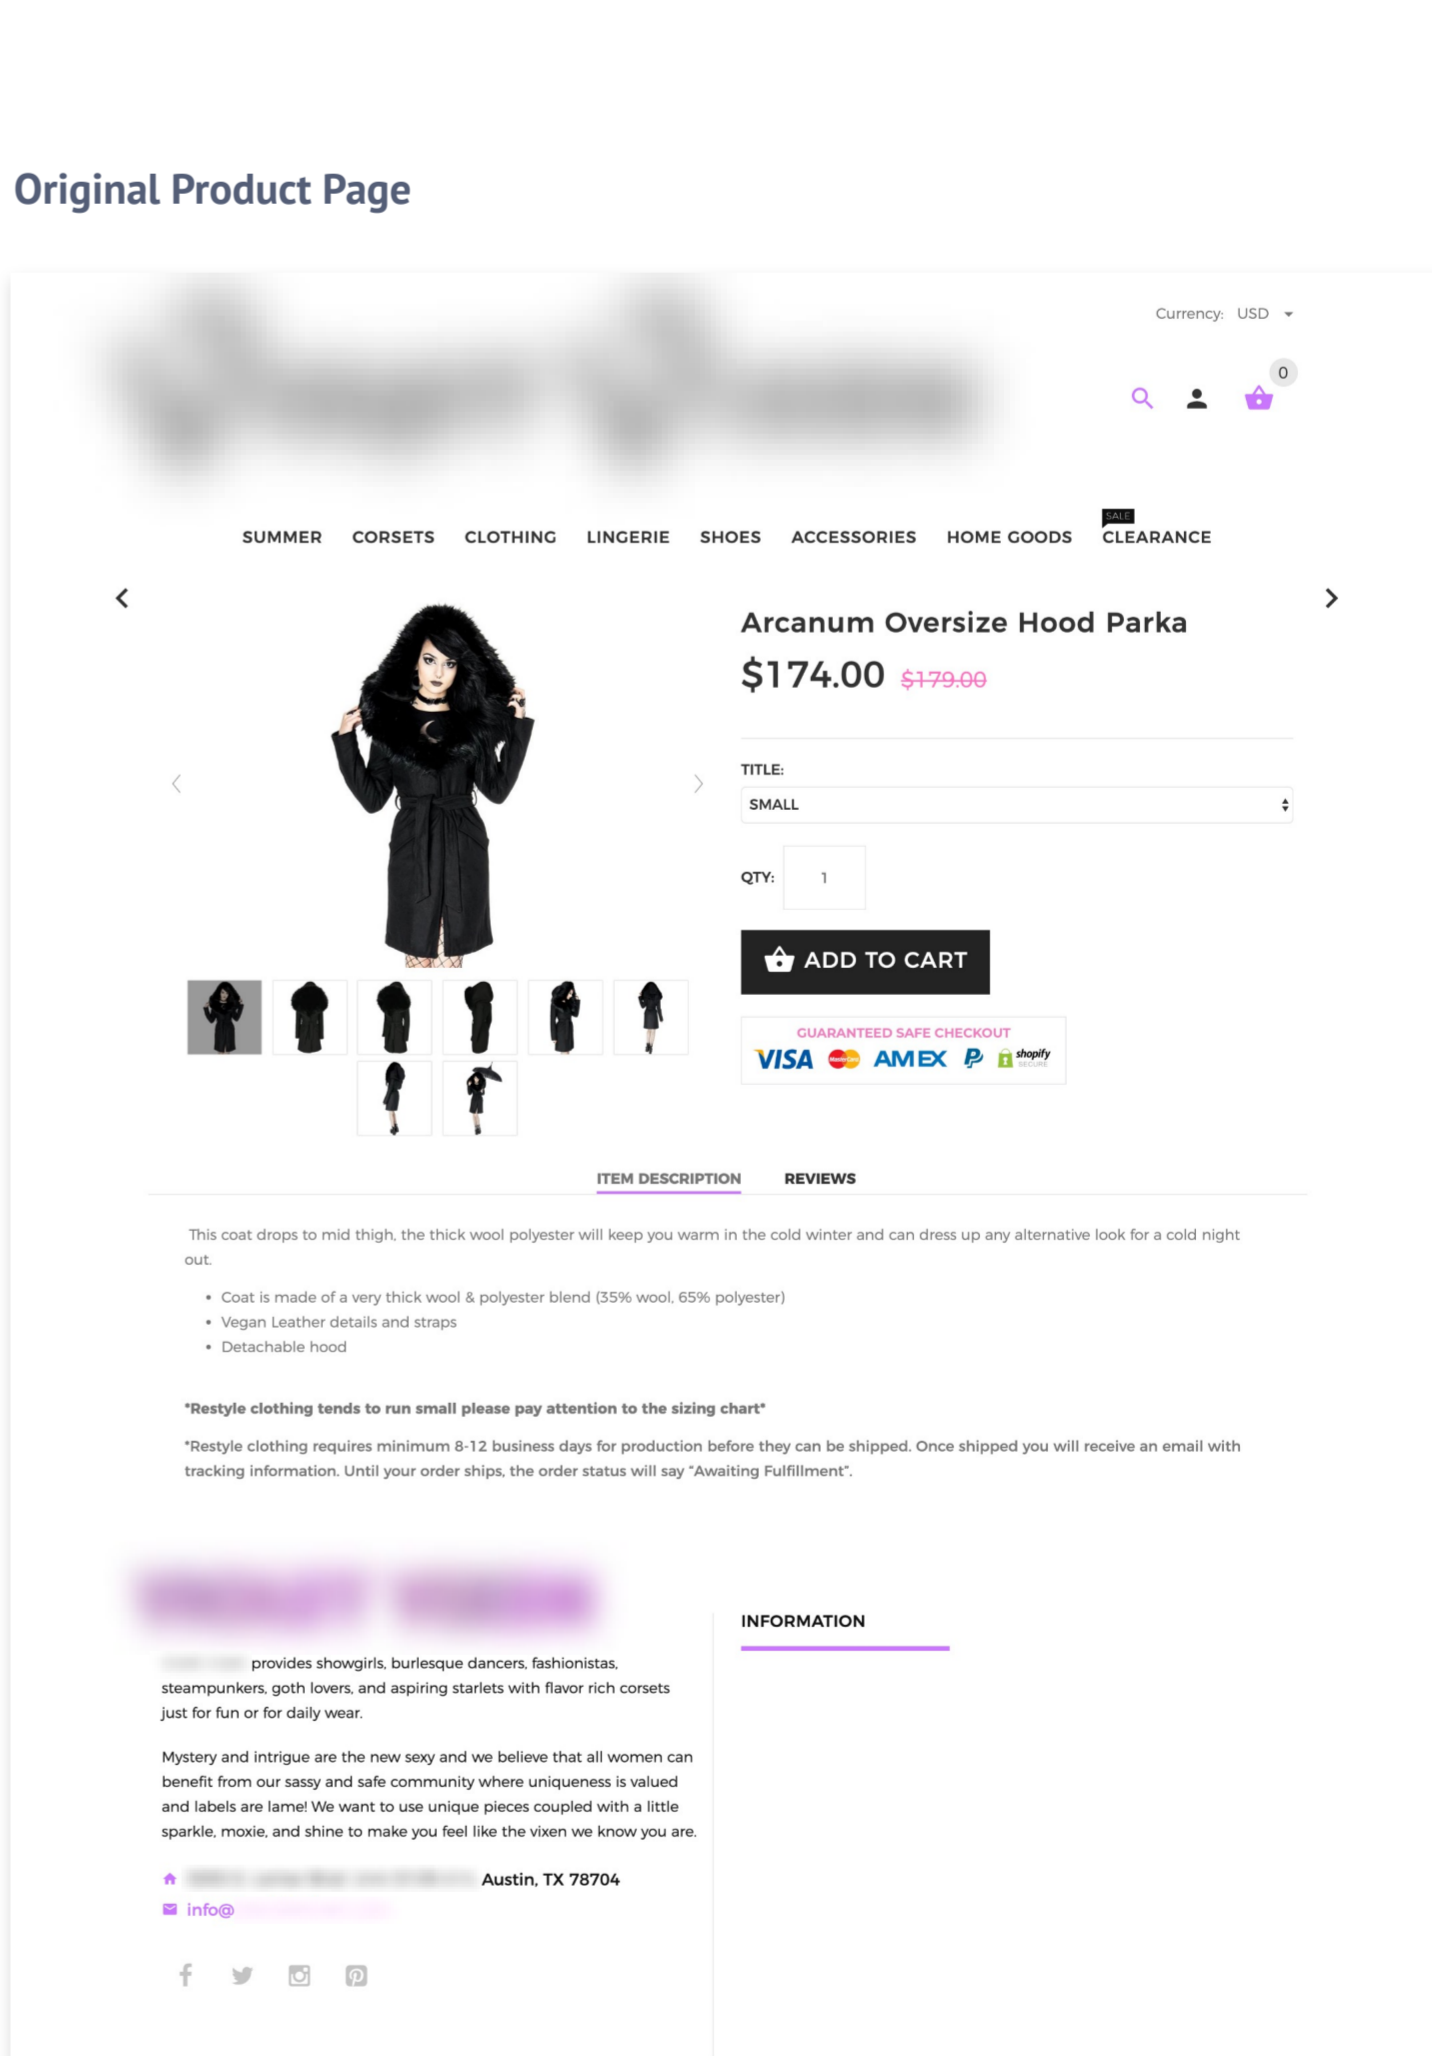 Original Product Page
Currency: USD
0
SALE
SUMMER CORSETS CLOTHING LINGERIE SHOES ACCESSORIES HOME GOODS CLEARANCE
Arcanum Oversize Hood Parka
$174.00 $179.00
TITLE:
SMALL
QTY: 1
ADD TO CART
GUARANTEED SAFE CHECKOUT
VISA MasterCard AMEX P shopify
SECURE
ITEM DESCRIPTION REVIEWS
This coat drops to mid thigh, the thick wool polyester will keep you warm in the cold winter and can dress up any alternative look for a cold night
out.
• Coat is made of a very thick wool & polyester blend (35% wool, 65% polyester)
• Vegan Leather details and straps
• Detachable hood
*Restyle clothing tends to run small please pay attention to the sizing chart*
*Restyle clothing requires minimum 8-12 business days for production before they can be shipped. Once shipped you will receive an email with
tracking information. Until your order ships, the order status will say “Awaiting Fulfillment”.
provides showgirls, burlesque dancers, fashionistas,
steampunkers, goth lovers, and aspiring starlets with flavor rich corsets
just for fun or for daily wear.
Mystery and intrigue are the new sexy and we believe that all women can
benefit from our sassy and safe community where uniqueness is valued
and labels are lame! We want to use unique pieces coupled with a little
sparkle, moxie, and shine to make you feel like the vixen we know you are.
Austin, TX 78704
info@
INFORMATION